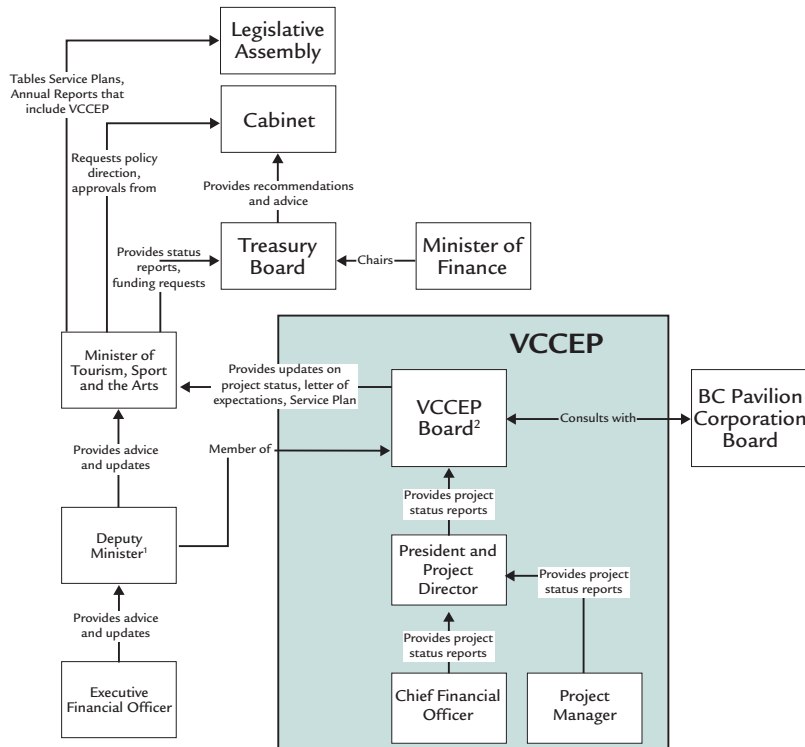 Legislative
Assembly
Tables Service Plans,
Annual Reports that
include VCCEP
Cabinet
Requests policy
direction,
approvals from
Provides recommendations
and advice
Treasury
Board
Chairs
Minister of
Finance
Provides status
reports,
funding requests
VCCEP
Minister of
Tourism, Sport
and the Arts
Provides updates on
project status, letter of
expectations, Service Plan
VCCEP
Board²
Consults with
BC Pavilion
Corporation
Board
Provides advice
and updates
Member of
Provides project
status reports
Deputy
Minister¹
President and
Project
Director
Provides project
status reports
Provides advice
and updates
Provides project
status reports
Executive
Financial Officer
Chief Financial
Officer
Project
Manager